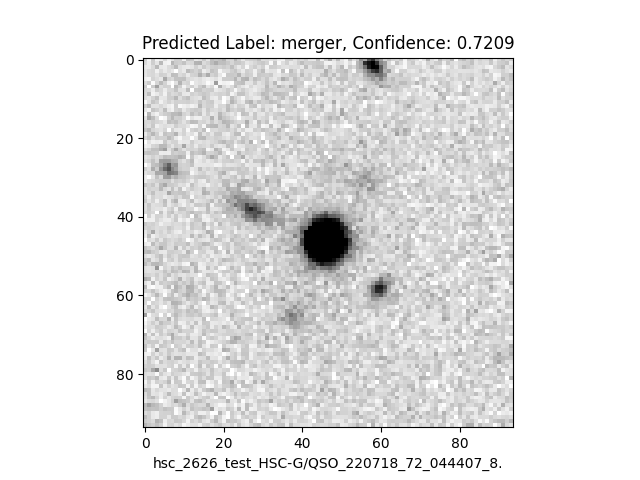 Predicted Label: merger, Confidence: 0.7209
0
20
40
60
80
0 20 40 60 80
hsc_2626_test_HSC-G/QSO_220718_72_044407_8.